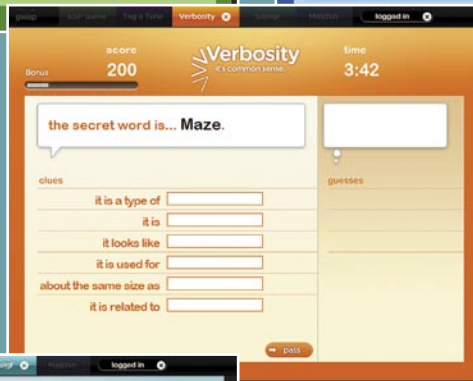 gwap ESP Game Tag a Tune Verbosity Squigl Matchin logged in
score
time
Verbosity
it's common sense.
Bonus
200
3:42
the secret word is... Maze.
clues
guesses
it is a type of
it is
it looks like
it is used for
about the same size as
it is related to
pass
Matchin logged in